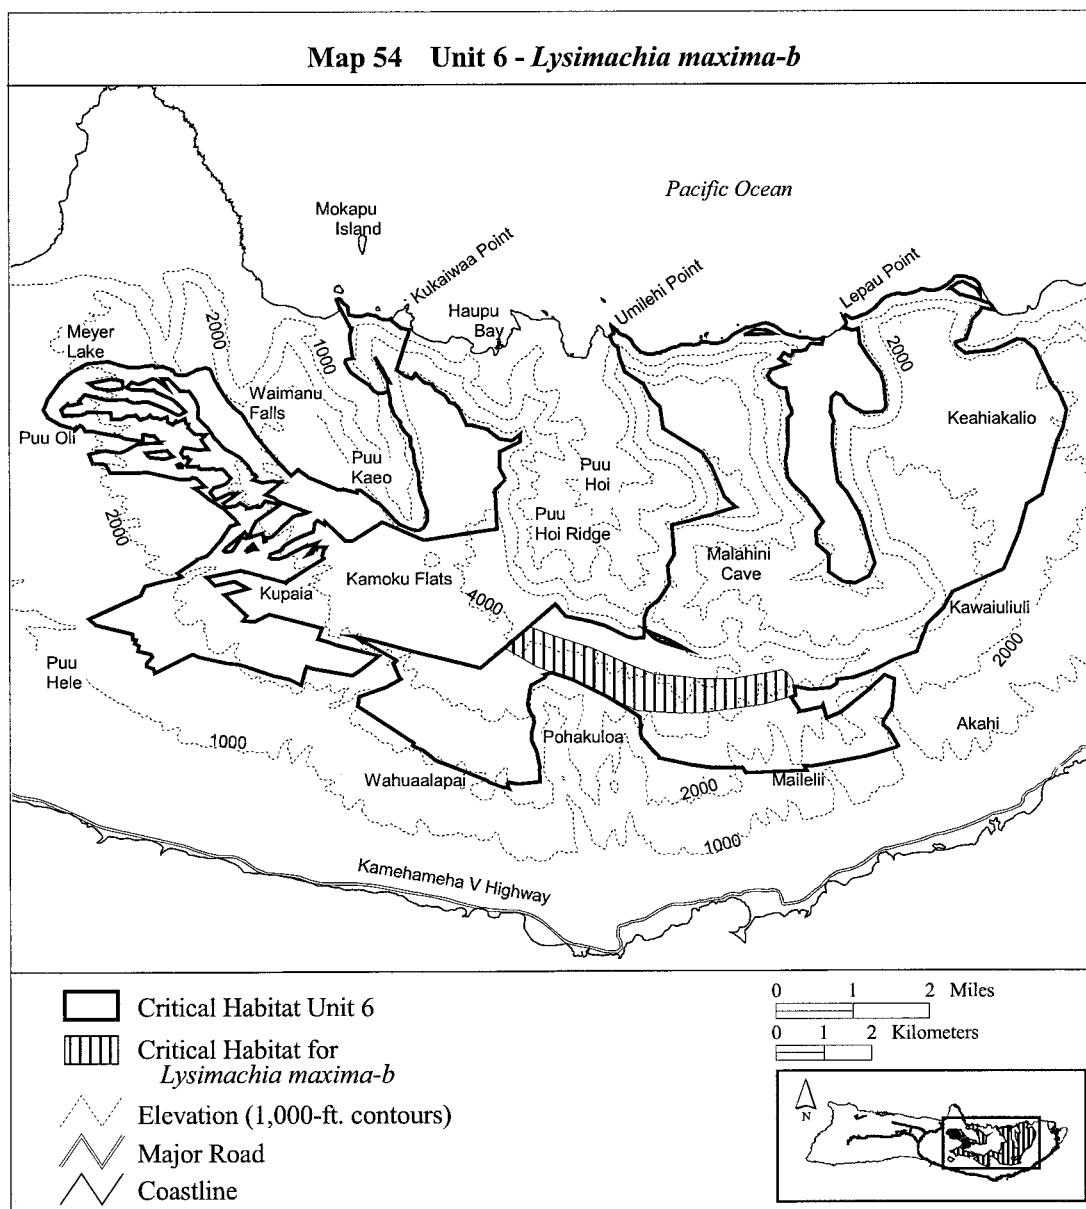 Map 54 Unit 6 - Lysimachia maxima-b
Pacific Ocean
Mokapu
Island
Kukaiwaa Point
Haupu
Bay
Umilehi Point
Lepau Point
Meyer
Lake
2000
1000
2000
Waimanu
Falls
Keahiakalio
Puu Oli
Puu
Kaeo
Puu
Hoi
2000
Puu
Hoi Ridge
Malahini
Cave
Kamoku Flats
Kupaia
4000
Kawaiuliuli
2000
Puu
Hele
1000
Pohakuloa
Akahi
Wahuaalapai
Mailelii
2000
1000
Kamehameha V Highway
Critical Habitat Unit 6
Critical Habitat for
Lysimachia maxima-b
Elevation (1,000-ft. contours)
Major Road
Coastline
0 1 2 Miles
0 1 2 Kilometers
N